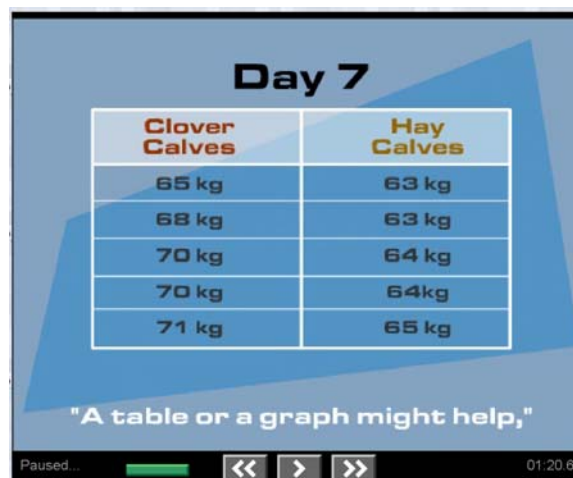 Day 7
Clover Calves Hay Calves
65 kg 63 kg
68 kg 63 kg
70 kg 64 kg
70 kg 64kg
71 kg 65 kg
"A table or a graph might help,"
Paused... 01:20.6